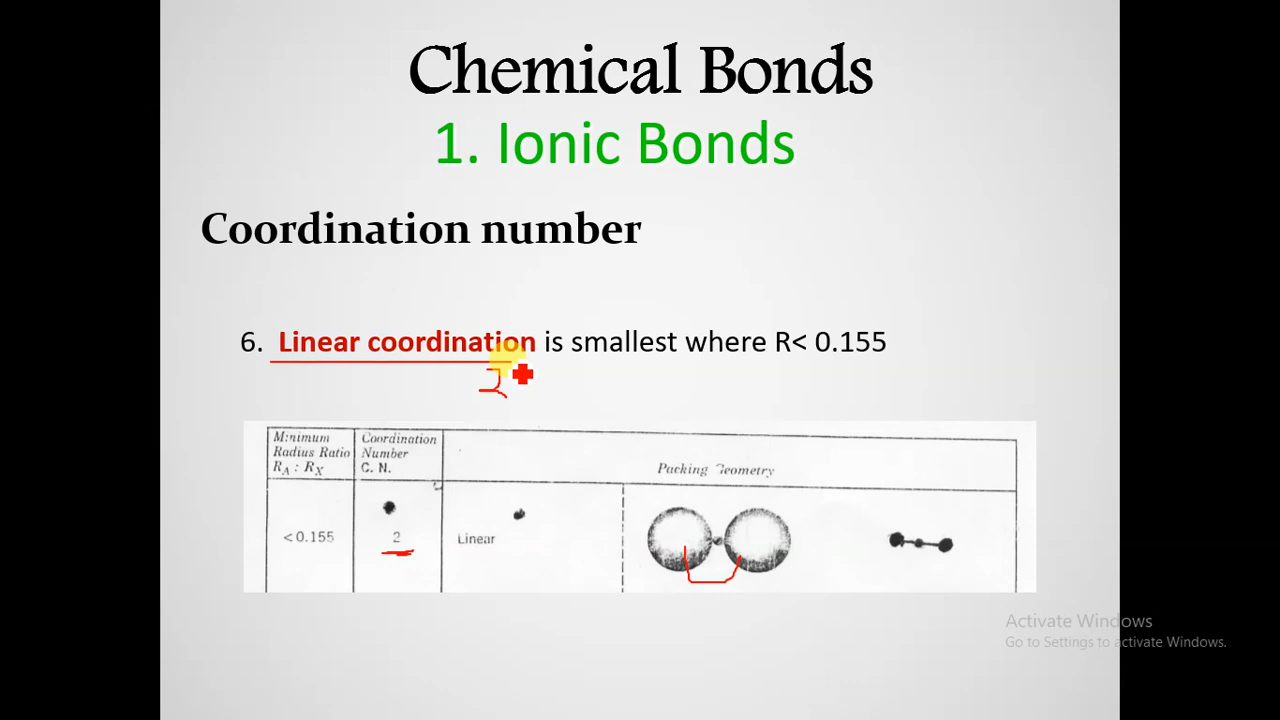 Chemical Bonds
1. Ionic Bonds
Coordination number
6. Linear coordination is smallest where R< 0.155
2
Minimum
Radius Ratio
RA : RX
Coordination
Number
C. N.
Packing Geometry
<0.155
2
Linear
Activate Windows
Go to Settings to activate Windows.